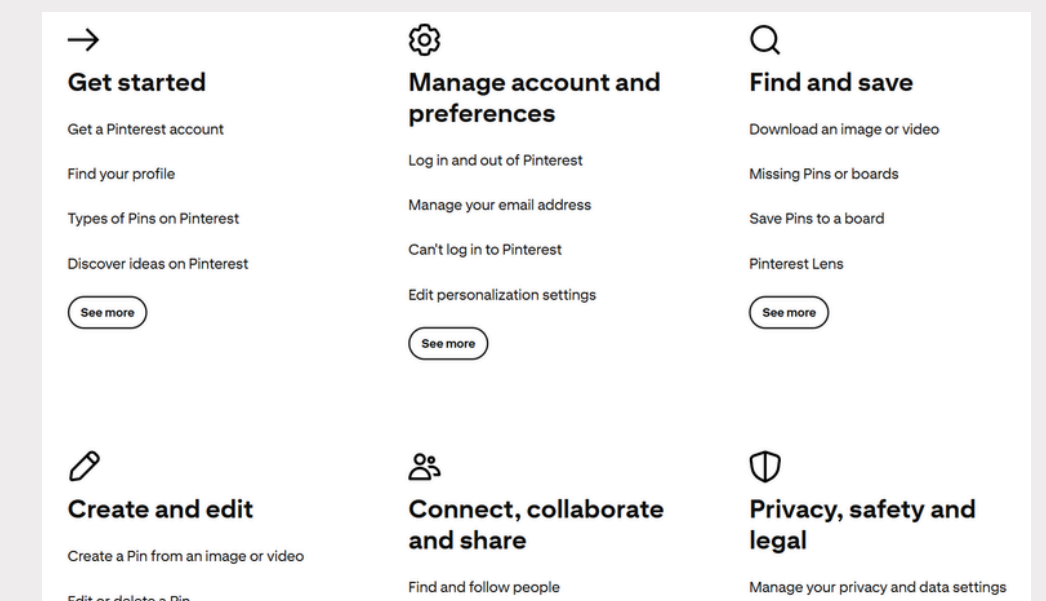 Get started
Get a Pinterest account
Find your profile
Types of Pins on Pinterest
Discover ideas on Pinterest
See more
Manage account and
preferences
Log in and out of Pinterest
Manage your email address
Can't log in to Pinterest
Edit personalization settings
See more
Find and save
Download an image or video
Missing Pins or boards
Save Pins to a board
Pinterest Lens
See more
Create and edit
Create a Pin from an image or video
Edit or delete a Pin
Connect, collaborate
and share
Find and follow people
Privacy, safety and
legal
Manage your privacy and data settings